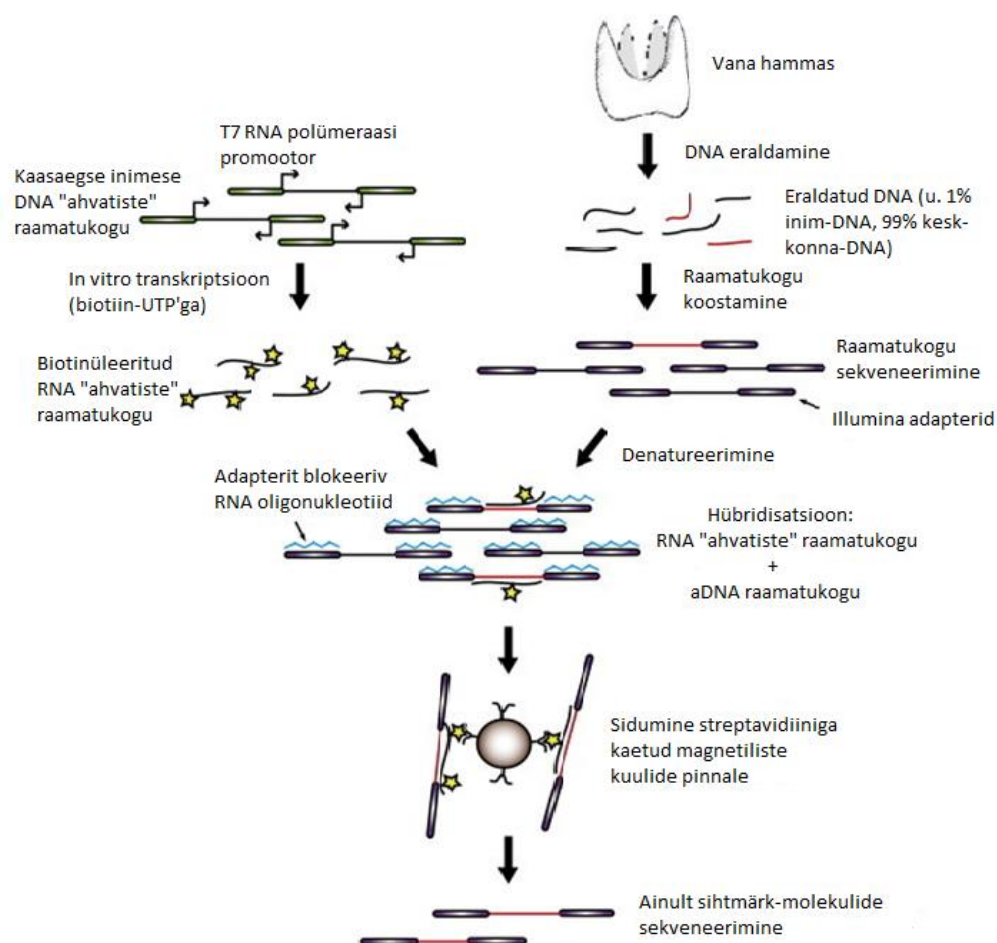 Vana hammas
T7 RNA polümeraasi
promootor
Kaasaegse inimese
DNA "ahvatiste"
raamatukogu
DNA eraldamine
Eraldatud DNA (u. 1%
inim-DNA, 99% kesk-
konna-DNA)
In vitro transkriptsioon
(biotiin-UTP'ga)
Raamatukogu
koostamine
Biotinüleeritud
RNA "ahvatiste"
raamatukogu
Raamatukogu
sekveneerimine
Illumina adapterid
Denatureerimine
Adapterit blokeeriv
RNA oligonukleotiid
Hübridisatsioon:
RNA "ahvatiste" raamatukogu
+
aDNA raamatukogu
Sidumine streptavidiiniga
kaetud magnetiliste
kuulide pinnale
Ainult sihtmärk-molekulide
sekveneerimine